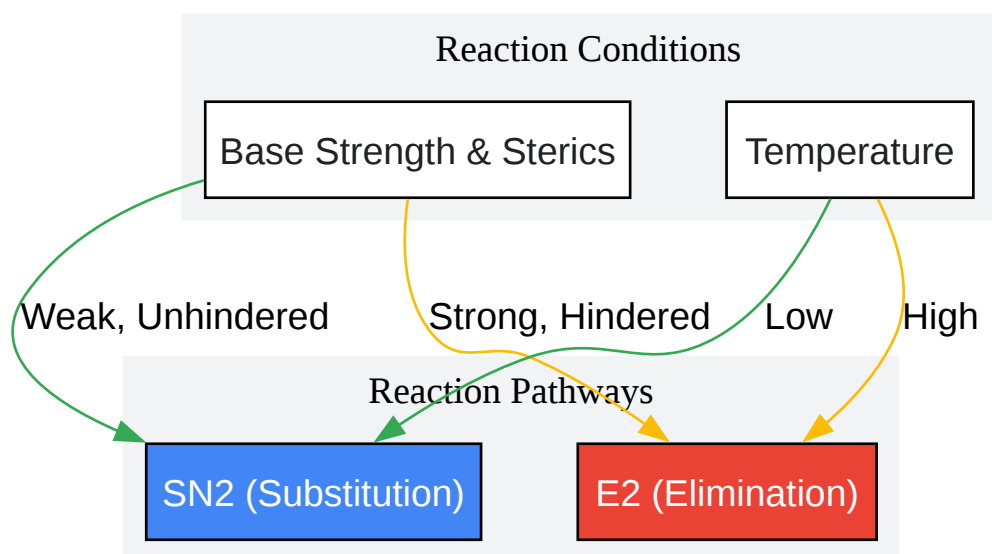 Reaction Conditions
Base Strength & Sterics
Temperature
Weak, Unhindered
Strong, Hindered
Low
High
Reaction Pathways
SN2 (Substitution)
E2 (Elimination)